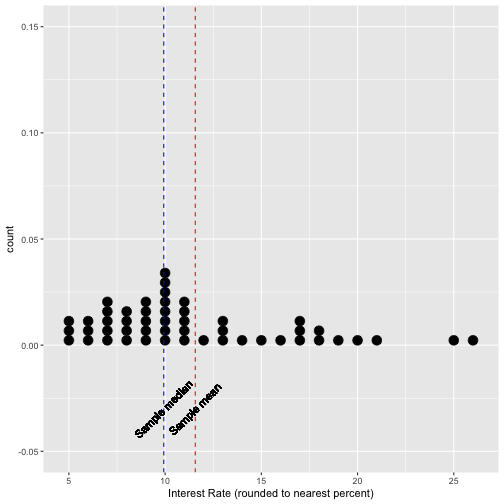 0.15
0.10
0.05
0.00
-0.05
count
Sample median
Sample mean
5 10 15 20 25
Interest Rate (rounded to nearest percent)